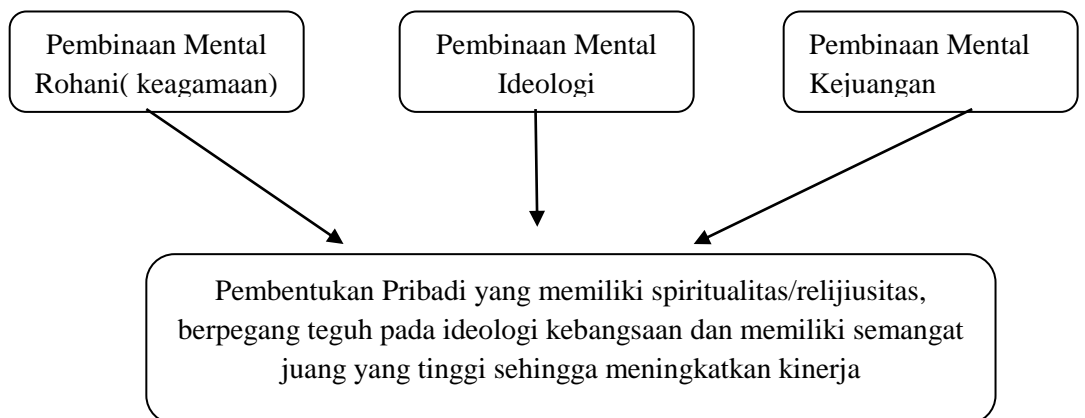 Pembinaan Mental
Rohani( keagamaan)
Pembinaan Mental
Ideologi
Pembinaan Mental
Kejuangan
Pembentukan Pribadi yang memiliki spiritualitas/relijiusitas,
berpegang teguh pada ideologi kebangsaan dan memiliki semangat
juang yang tinggi sehingga meningkatkan kinerja